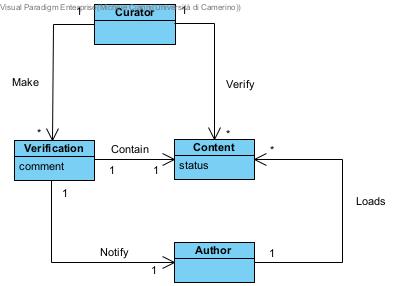 Visual Paradigm Enterprise(Michele Università di Camerino))
1 Curator 1
Make
Verify
* *
Verification
comment
Contain
1 1
Content
status
*
1
Loads
Notify
1
Author
1